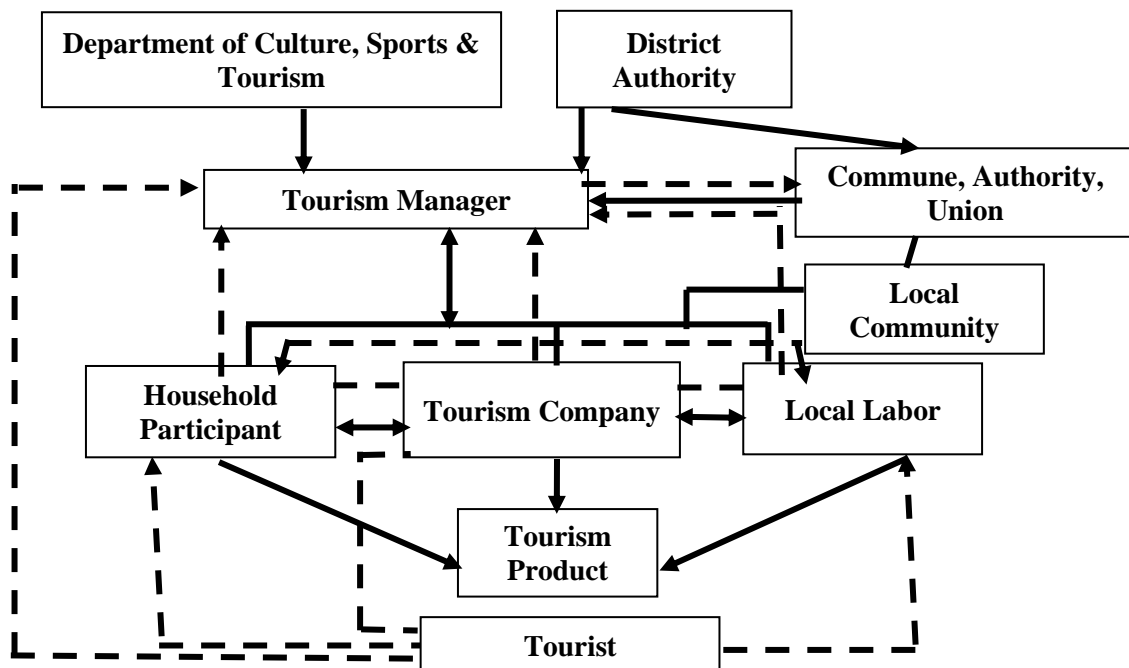 Department of Culture, Sports &
Tourism
District
Authority
Tourism Manager
Commune, Authority,
Union
Local
Community
Household
Participant
Tourism Company
Local Labor
Tourism
Product
Tourist